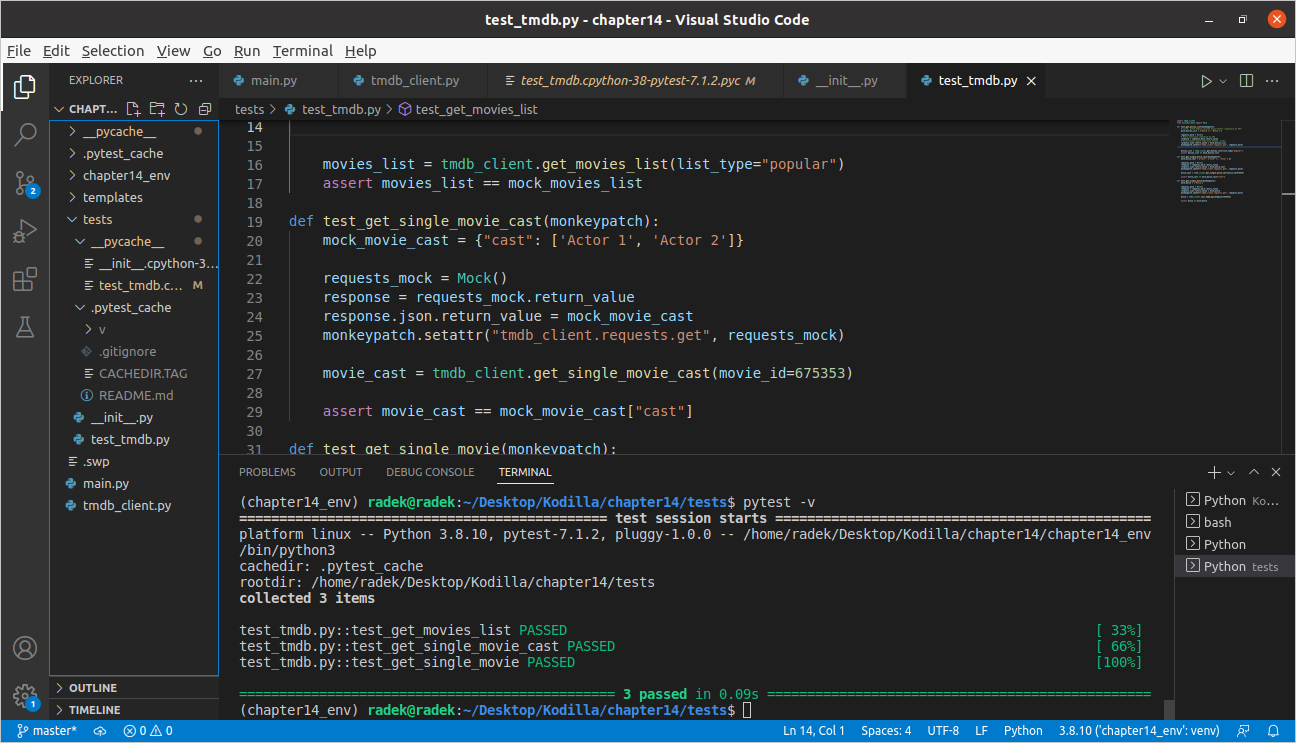 test_tmdb.py - chapter14 - Visual Studio Code
File Edit Selection View Go Run Terminal Help
EXPLORER
CHAPT...
__pycache__
.pytest_cache
chapter14_env
templates
tests
__pycache__
__init__.cpython-3...
test_tmdb.c... M
.pytest_cache
v
.gitignore
CACHEDIR.TAG
README.md
__init__.py
test_tmdb.py
.swp
main.py
tmdb_client.py
OUTLINE
TIMELINE
2
1
main.py tmdb_client.py test_tmdb.cpython-38-pytest-7.1.2.pyc M __init__.py test_tmdb.py
tests > test_tmdb.py > test_get_movies_list
14
15
16 movies_list = tmdb_client.get_movies_list(list_type="popular")
17 assert movies_list == mock_movies_list
18
19 def test_get_single_movie_cast(monkeypatch):
20 mock_movie_cast = {"cast": ['Actor 1', 'Actor 2']}
21
22 requests_mock = Mock()
23 response = requests_mock.return_value
24 response.json.return_value = mock_movie_cast
25 monkeypatch.setattr("tmdb_client.requests.get", requests_mock)
26
27 movie_cast = tmdb_client.get_single_movie_cast(movie_id=675353)
28
29 assert movie_cast == mock_movie_cast["cast"]
30
31 def test_get_single_movie(monkeypatch):
PROBLEMS OUTPUT DEBUG CONSOLE TERMINAL
(chapter14_env) radek@radek:~/Desktop/Kodilla/chapter14/tests$ pytest -v
============================================== test session starts ===============================================
platform linux -- Python 3.8.10, pytest-7.1.2, pluggy-1.0.0 -- /home/radek/Desktop/Kodilla/chapter14/chapter14_env
/bin/python3
cachedir: .pytest_cache
rootdir: /home/radek/Desktop/Kodilla/chapter14/tests
collected 3 items
test_tmdb.py::test_get_movies_list PASSED [ 33%]
test_tmdb.py::test_get_single_movie_cast PASSED [ 66%]
test_tmdb.py::test_get_single_movie PASSED [100%]
=============================================== 3 passed in 0.09s ================================================
(chapter14_env) radek@radek:~/Desktop/Kodilla/chapter14/tests$
Python Ko...
bash
Python
Python tests
master* 0 0 Ln 14, Col 1 Spaces: 4 UTF-8 LF Python 3.8.10 ('chapter14_env': venv)